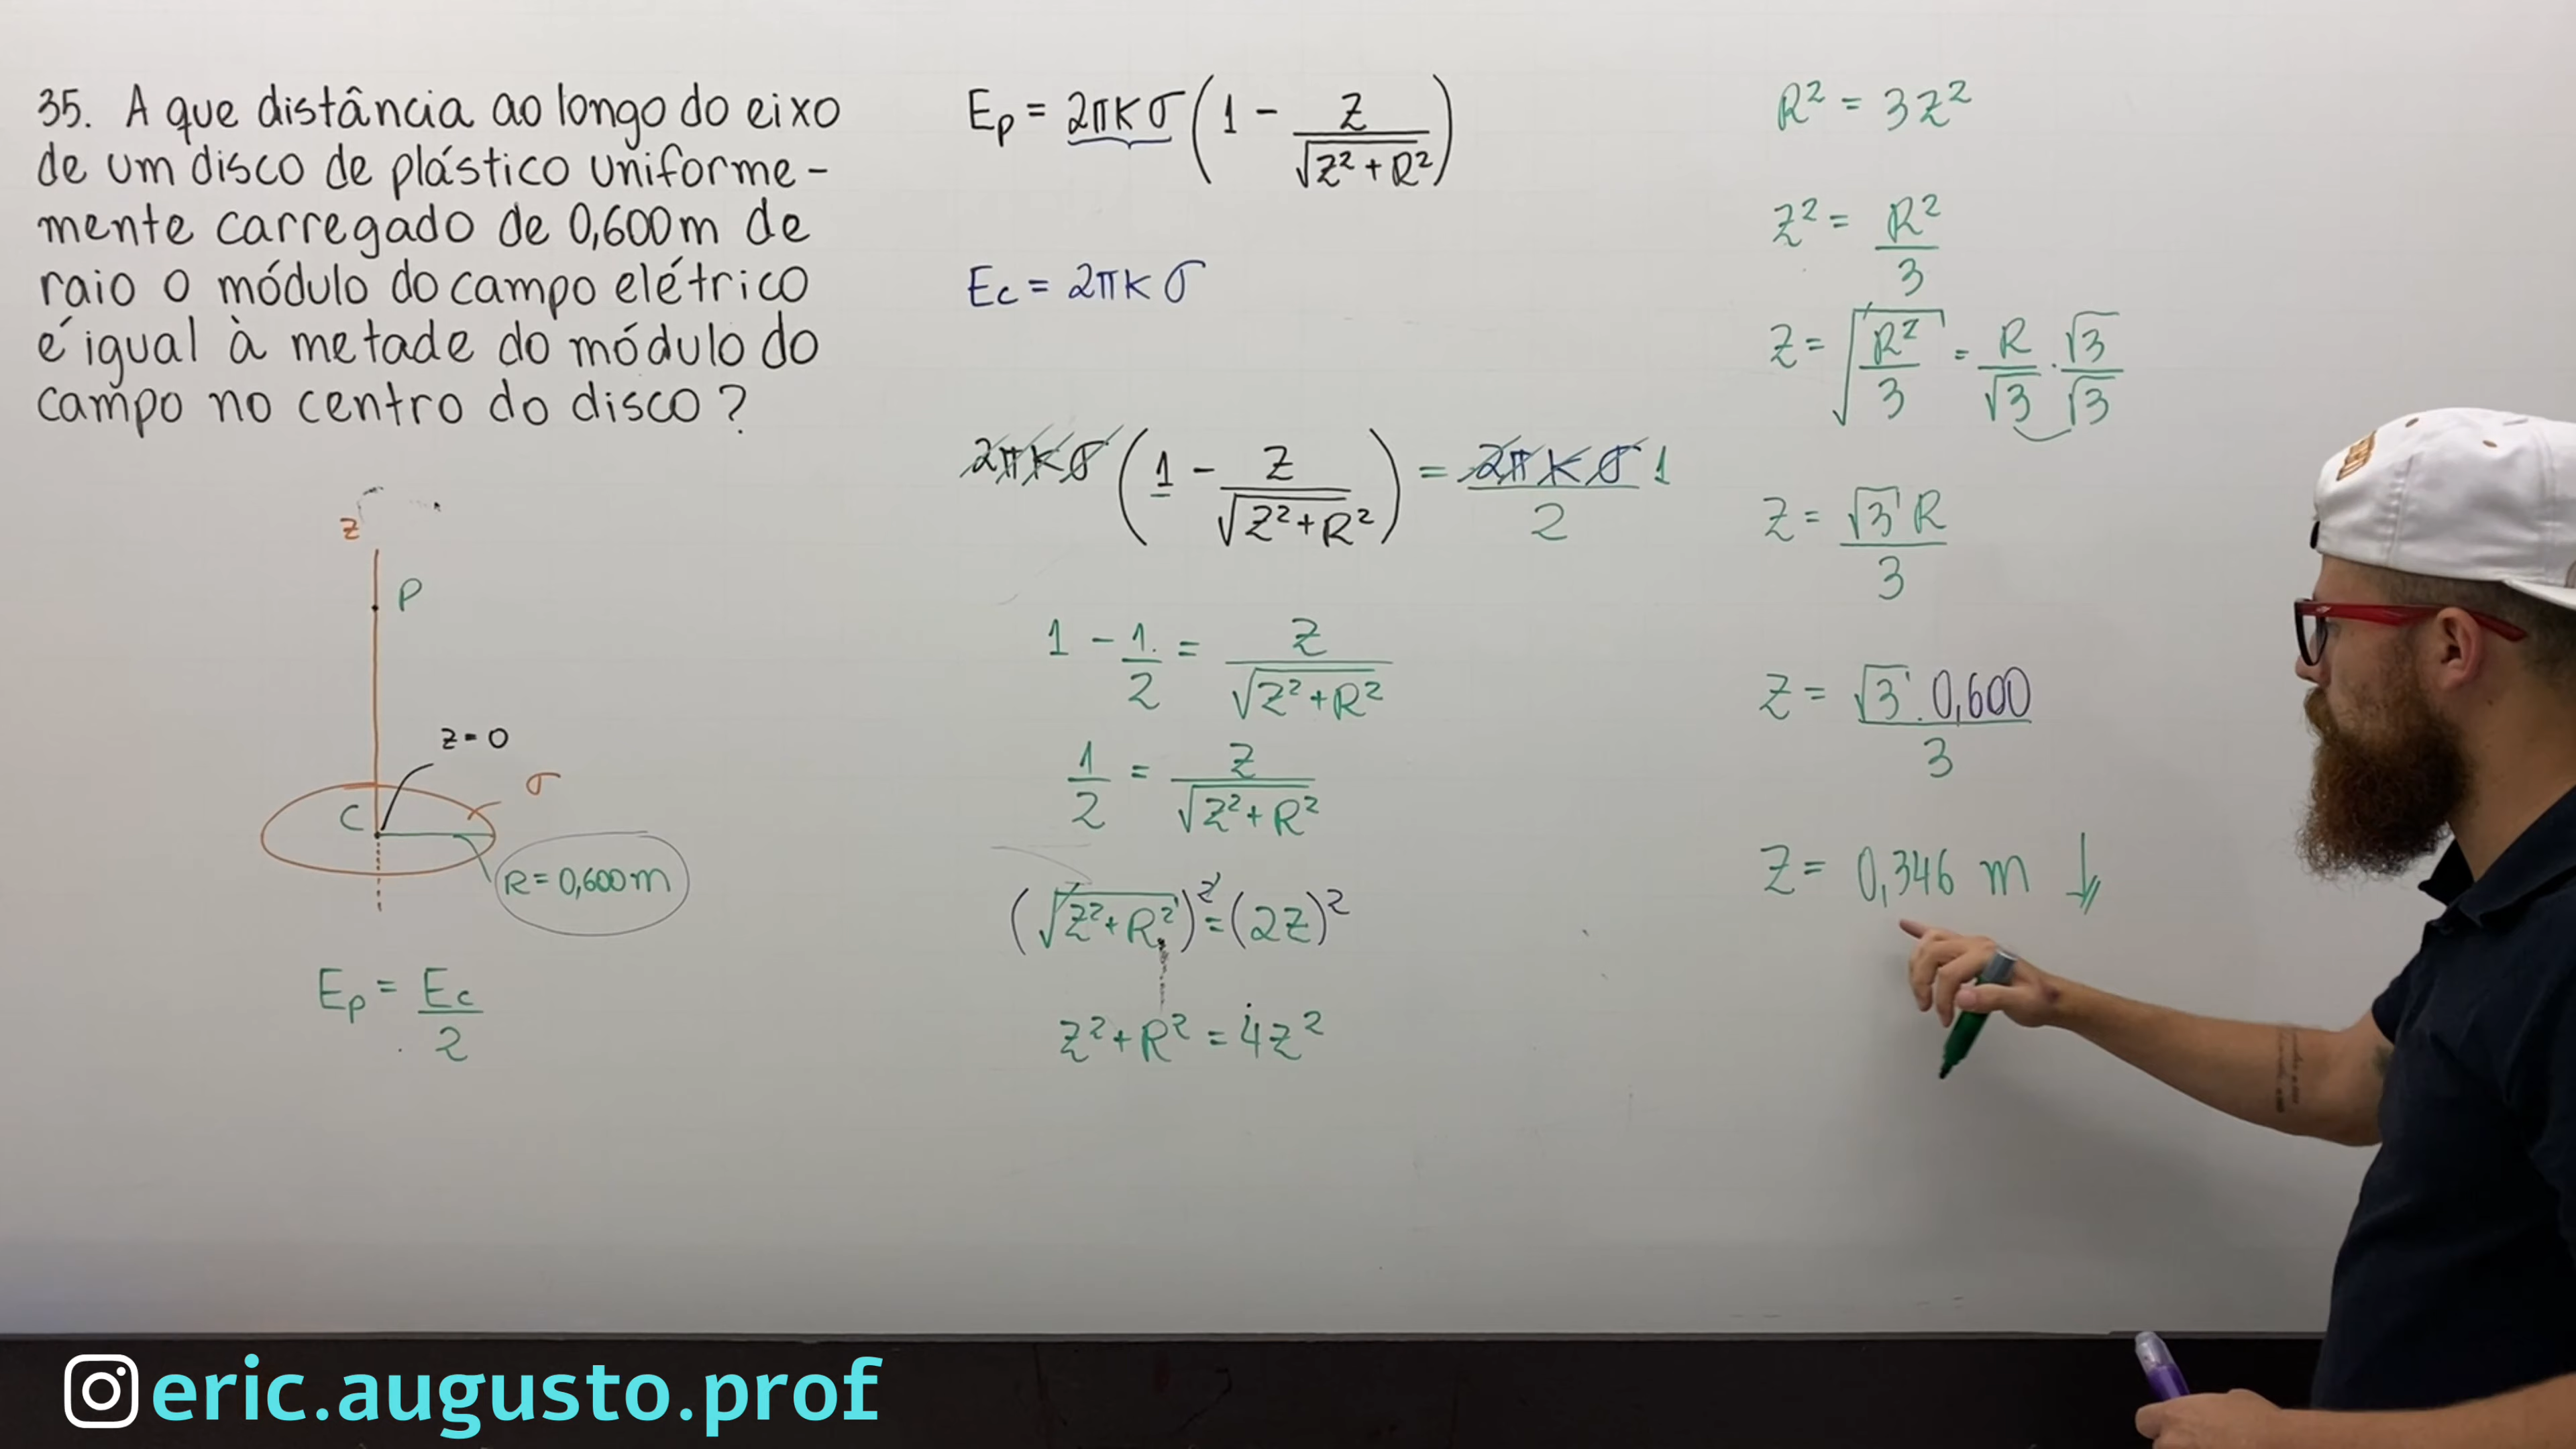 35. A que distância ao longo do eixo
de um disco de plástico uniforme-
mente carregado de 0,600m de
raio o módulo do campo elétrico
é igual à metade do módulo do
campo no centro do disco?
z
P
z=0
σ
C
R=0,600m
Ep = Ec/2
Ep = 2πKσ(1 - z/√(z²+R²))
Ec = 2πKσ
2πKσ(1 - z/√(z²+R²)) = 2πKσ/2 1
1 - 1/2 = z/√(z²+R²)
1/2 = z/√(z²+R²)
(√(z²+R²))² = (2z)²
z²+R² = 4z²
R² = 3z²
z² = R²/3
z = √(R²/3) = R/√3 · √3/√3
z = √3 R/3
z = √3 . 0,600/3
z = 0,346 m
eric.augusto.prof